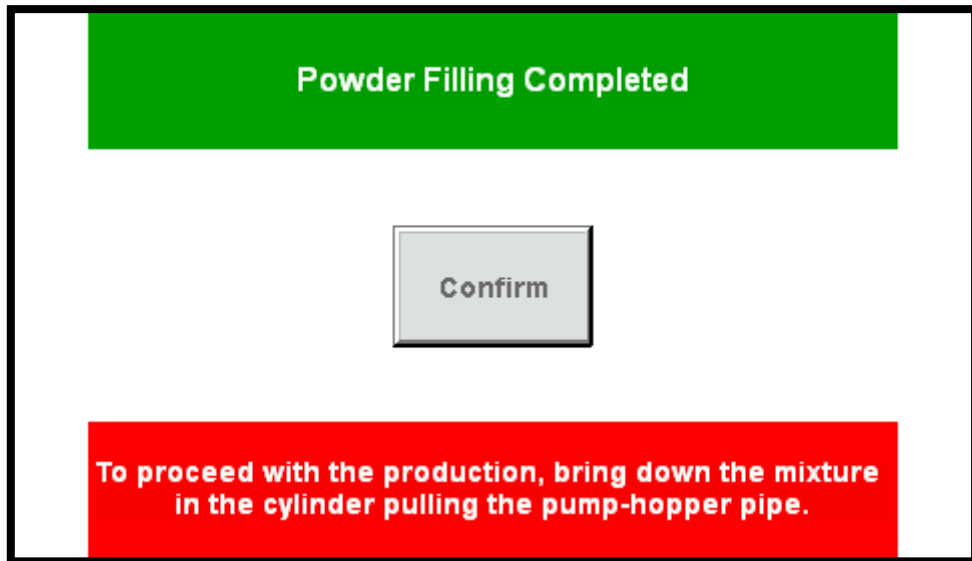 Powder Filling Completed
Confirm
To proceed with the production, bring down the mixture
in the cylinder pulling the pump-hopper pipe.